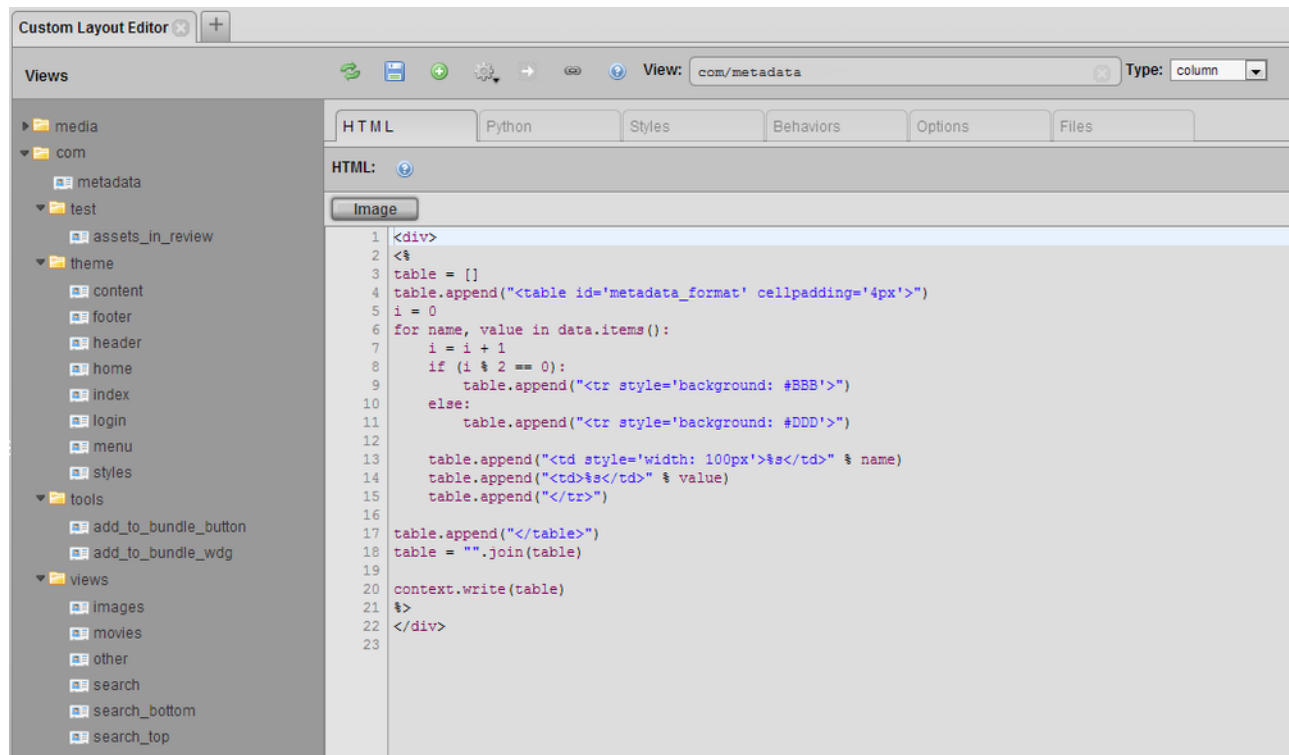 Custom Layout Editor
Views
View: com/metadata Type: column
media
com
metadata
test
assets_in_review
theme
content
footer
header
home
index
login
menu
styles
tools
add_to_bundle_button
add_to_bundle_wdg
views
images
movies
other
search
search_bottom
search_top
HTML Python Styles Behaviors Options Files
HTML:
Image
1 <div>
2 <%
3 table = []
4 table.append("<table id='metadata_format' cellpadding='4px'>")
5 i = 0
6 for name, value in data.items():
7     i = i + 1
8     if (i % 2 == 0):
9         table.append("<tr style='background: #BBB'>")
10     else:
11         table.append("<tr style='background: #DDD'>")
12
13     table.append("<td style='width: 100px'>%s</td>" % name)
14     table.append("<td>%s</td>" % value)
15     table.append("</tr>")
16
17 table.append("</table>")
18 table = "".join(table)
19
20 context.write(table)
21 %>
22 </div>
23